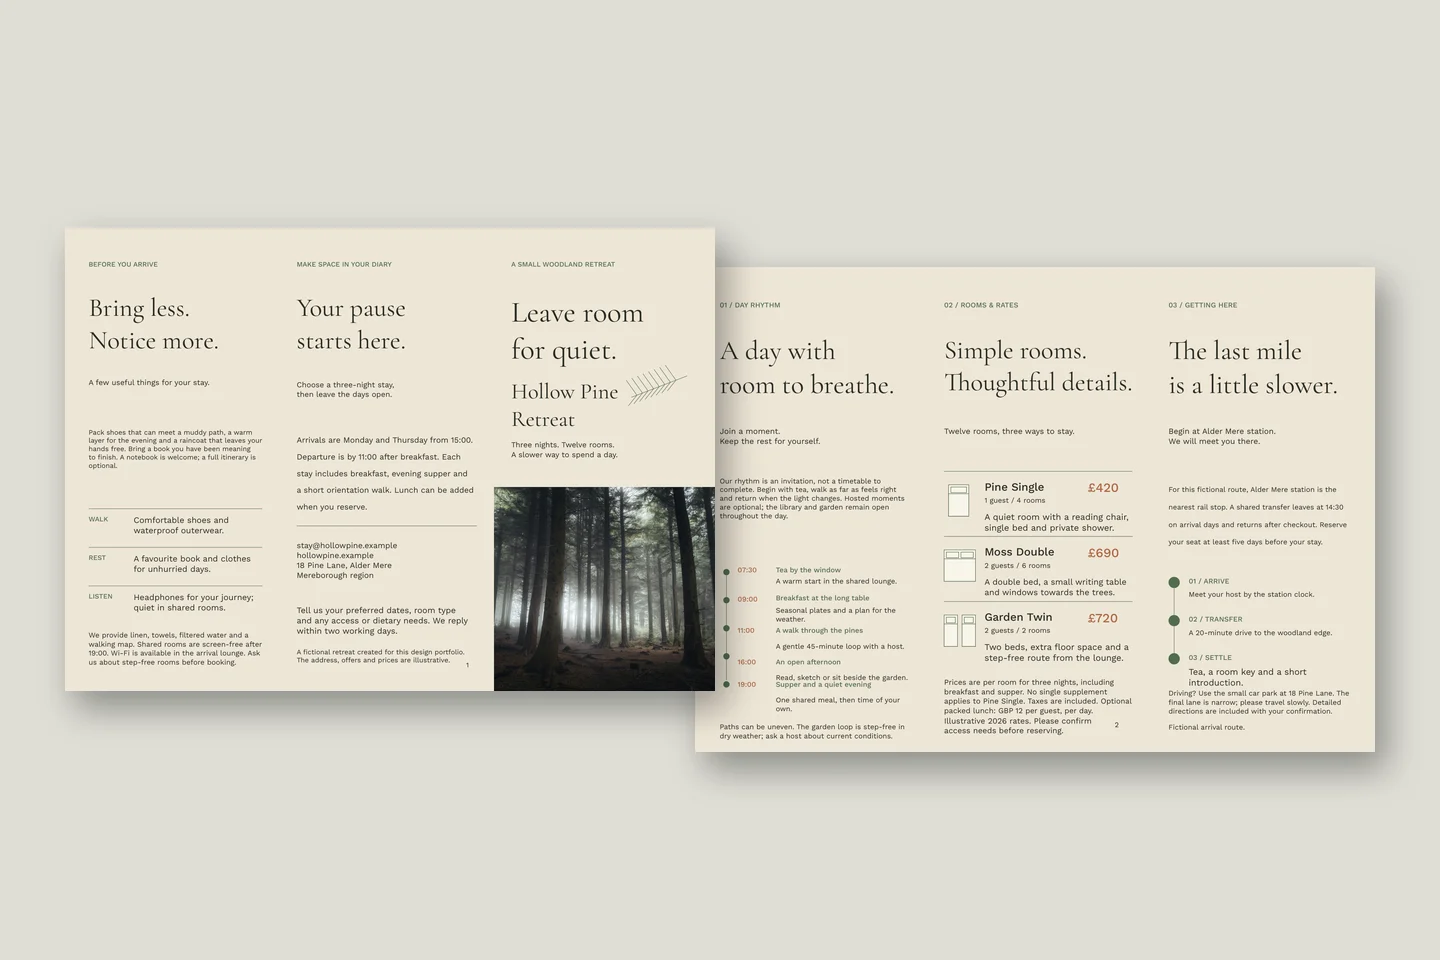 BEFORE YOU ARRIVE
Bring less.
Notice more.
A few useful things for your stay.
Pack shoes that can meet a muddy path, a warm
layer for the evening and a raincoat that leaves your
hands free. Bring a book you have been meaning
to finish. A notebook is welcome; a full itinerary is
optional.
WALK
Comfortable shoes and
waterproof outerwear.
REST
A favourite book and clothes
for unhurried days.
LISTEN
Headphones for your journey;
quiet in shared rooms.
We provide linen, towels, filtered water and a
walking map. Shared rooms are screen-free after
19:00. Wi-Fi is available in the arrival lounge. Ask
us about step-free rooms before booking.
MAKE SPACE IN YOUR DIARY
Your pause
starts here.
Choose a three-night stay,
then leave the days open.
Arrivals are Monday and Thursday from 15:00.
Departure is by 11:00 after breakfast. Each
stay includes breakfast, evening supper and
a short orientation walk. Lunch can be added
when you reserve.
stay@hollowpine.example
hollowpine.example
18 Pine Lane, Alder Mere
Mereborough region
Tell us your preferred dates, room type
and any access or dietary needs. We reply
within two working days.
A fictional retreat created for this design portfolio.
The address, offers and prices are illustrative.
1
A SMALL WOODLAND RETREAT
Leave room
for quiet.
Hollow Pine
Retreat
Three nights. Twelve rooms.
A slower way to spend a day.
01 / DAY RHYTHM
A day with
room to breathe.
Join a moment.
Keep the rest for yourself.
Our rhythm is an invitation, not a timetable to
complete. Begin with tea, walk as far as feels right
and return when the light changes. Hosted moments
are optional; the library and garden remain open
throughout the day.
07:30 Tea by the window
A warm start in the shared lounge.
09:00 Breakfast at the long table
Seasonal plates and a plan for the
weather.
11:00 A walk through the pines
A gentle 45-minute loop with a host.
16:00 An open afternoon
Read, sketch or sit beside the garden.
19:00 Supper and a quiet evening
One shared meal, then time of your
own.
Paths can be uneven. The garden loop is step-free in
dry weather; ask a host about current conditions.
02 / ROOMS & RATES
Simple rooms.
Thoughtful details.
Twelve rooms, three ways to stay.
Pine Single £420
1 guest / 4 rooms
A quiet room with a reading chair,
single bed and private shower.
Moss Double £690
2 guests / 6 rooms
A double bed, a small writing table
and windows towards the trees.
Garden Twin £720
2 guests / 2 rooms
Two beds, extra floor space and a
step-free route from the lounge.
Prices are per room for three nights, including
breakfast and supper. No single supplement
applies to Pine Single. Taxes are included. Optional
packed lunch: GBP 12 per guest, per day.
Illustrative 2026 rates. Please confirm
access needs before reserving.
2
03 / GETTING HERE
The last mile
is a little slower.
Begin at Alder Mere station.
We will meet you there.
For this fictional route, Alder Mere station is the
nearest rail stop. A shared transfer leaves at 14:30
on arrival days and returns after checkout. Reserve
your seat at least five days before your stay.
01 / ARRIVE
Meet your host by the station clock.
02 / TRANSFER
A 20-minute drive to the woodland edge.
03 / SETTLE
Tea, a room key and a short
introduction.
Driving? Use the small car park at 18 Pine Lane. The
final lane is narrow; please travel slowly. Detailed
directions are included with your confirmation.
Fictional arrival route.